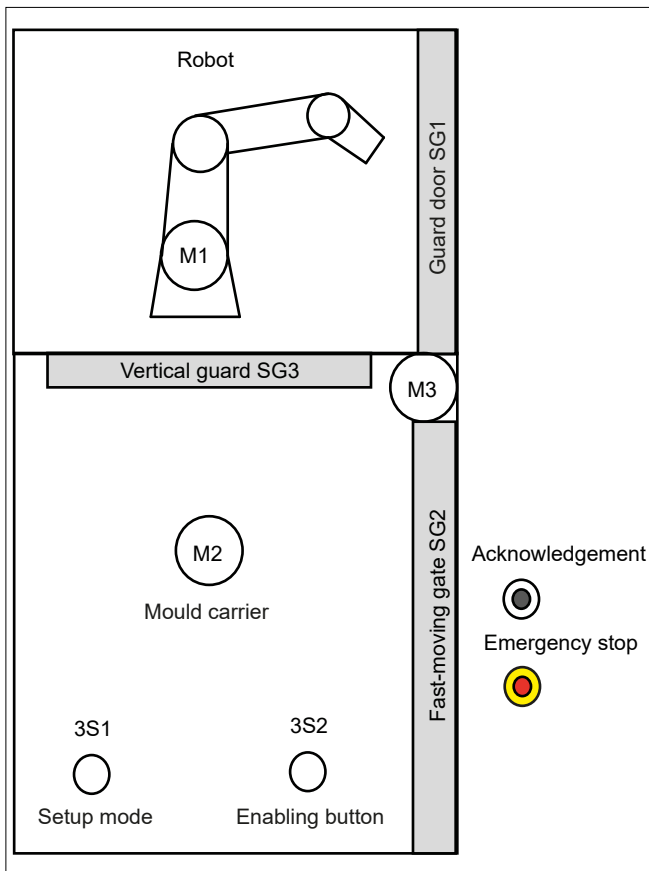 Robot
Guard door SG1
M1
Vertical guard SG3
M3
M2
Mould carrier
Fast-moving gate SG2
Acknowledgement
Emergency stop
3S1
3S2
Setup mode
Enabling button